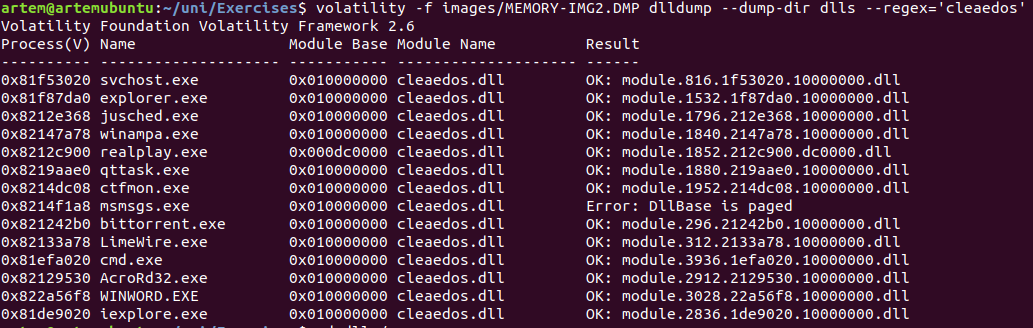 artem@artemubuntu:~/uni/Exercises$ volatility -f images/MEMORY-IMG2.DMP dlldump --dump-dir dlls --regex='cleaedos'
Volatility Foundation Volatility Framework 2.6
Process(V) Name                 Module Base Module Name          Result
---------- -------------------- ----------- -------------------- ------
0x81f53020 svchost.exe          0x010000000 cleaedos.dll         OK: module.816.1f53020.10000000.dll
0x81f87da0 explorer.exe         0x010000000 cleaedos.dll         OK: module.1532.1f87da0.10000000.dll
0x8212e368 jusched.exe          0x010000000 cleaedos.dll         OK: module.1796.212e368.10000000.dll
0x82147a78 winampa.exe          0x010000000 cleaedos.dll         OK: module.1840.2147a78.10000000.dll
0x8212c900 realplay.exe         0x000dc0000 cleaedos.dll         OK: module.1852.212c900.dc0000.dll
0x8219aae0 qttask.exe           0x010000000 cleaedos.dll         OK: module.1880.219aae0.10000000.dll
0x8214dc08 ctfmon.exe           0x010000000 cleaedos.dll         OK: module.1952.214dc08.10000000.dll
0x8214f1a8 msmsgs.exe           0x010000000 cleaedos.dll         Error: DllBase is paged
0x821242b0 bittorrent.exe       0x010000000 cleaedos.dll         OK: module.296.21242b0.10000000.dll
0x82133a78 LimeWire.exe         0x010000000 cleaedos.dll         OK: module.312.2133a78.10000000.dll
0x81efa020 cmd.exe              0x010000000 cleaedos.dll         OK: module.3936.1efa020.10000000.dll
0x82129530 AcroRd32.exe         0x010000000 cleaedos.dll         OK: module.2912.2129530.10000000.dll
0x822a56f8 WINWORD.EXE          0x010000000 cleaedos.dll         OK: module.3028.22a56f8.10000000.dll
0x81de9020 iexplore.exe         0x010000000 cleaedos.dll         OK: module.2836.1de9020.10000000.dll